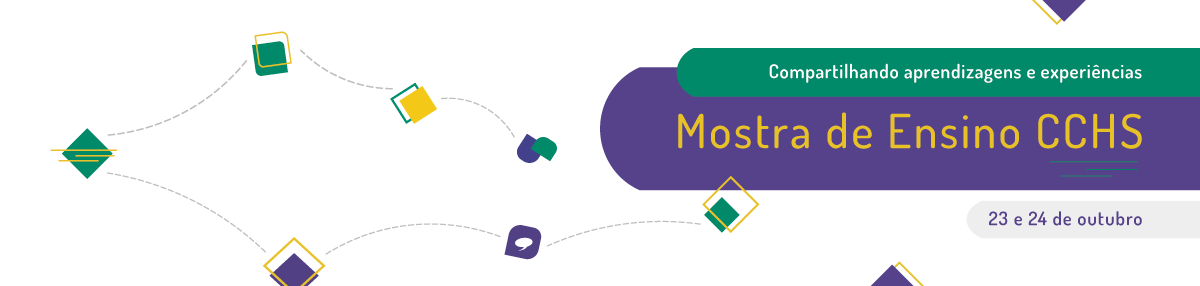 Compartilhando aprendizagens e experiências
Mostra de Ensino CCHS
23 e 24 de outubro